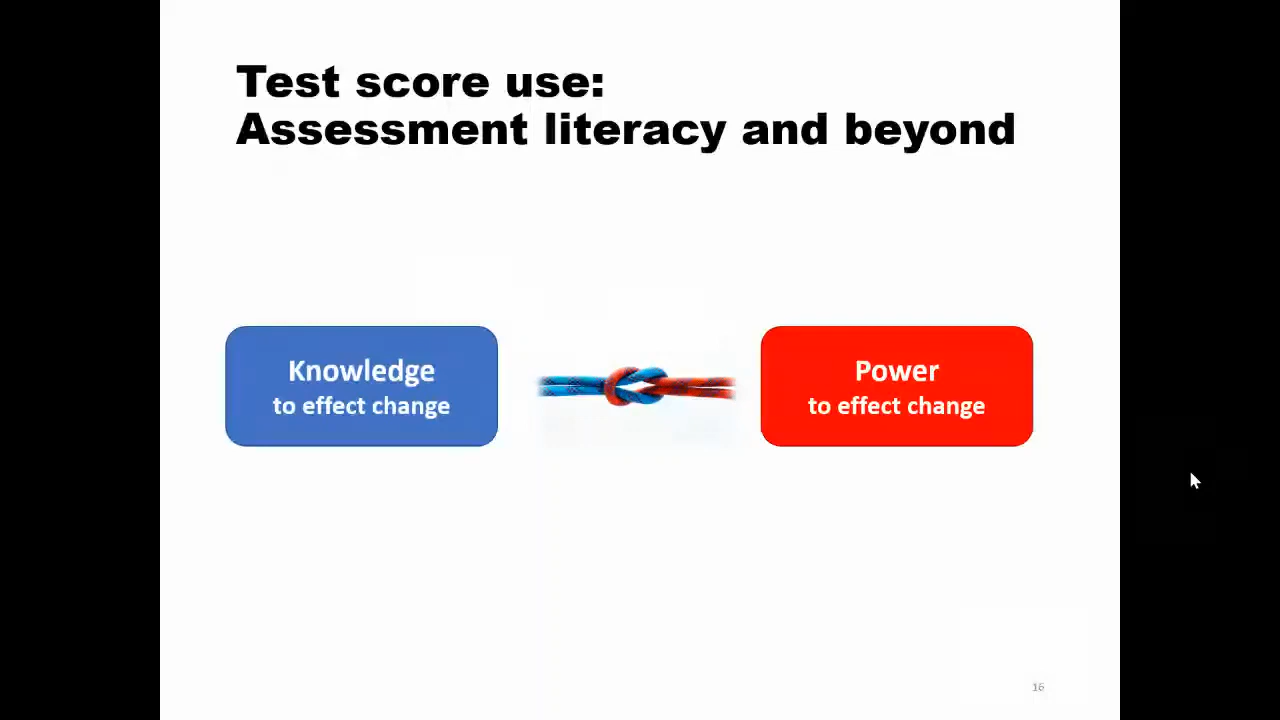 Test score use:
Assessment literacy and beyond
Knowledge
to effect change
Power
to effect change
16